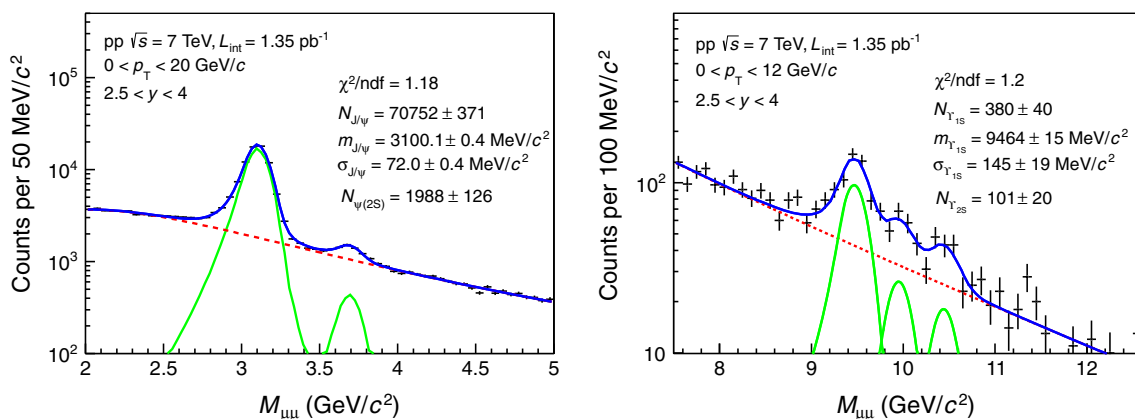 pp √s = 7 TeV, L_int = 1.35 pb⁻¹
0 < p_T < 20 GeV/c
2.5 < y < 4
χ²/ndf = 1.18
N_J/ψ = 70752 ± 371
m_J/ψ = 3100.1 ± 0.4 MeV/c²
σ_J/ψ = 72.0 ± 0.4 MeV/c²
N_ψ(2S) = 1988 ± 126
Counts per 50 MeV/c²
10⁵
10⁴
10³
10²
2 2.5 3 3.5 4 4.5 5
M_μμ (GeV/c²)
pp √s = 7 TeV, L_int = 1.35 pb⁻¹
0 < p_T < 12 GeV/c
2.5 < y < 4
χ²/ndf = 1.2
N_ϒ1S = 380 ± 40
m_ϒ1S = 9464 ± 15 MeV/c²
σ_ϒ1S = 145 ± 19 MeV/c²
N_ϒ2S = 101 ± 20
Counts per 100 MeV/c²
10²
10
8 9 10 11 12
M_μμ (GeV/c²)